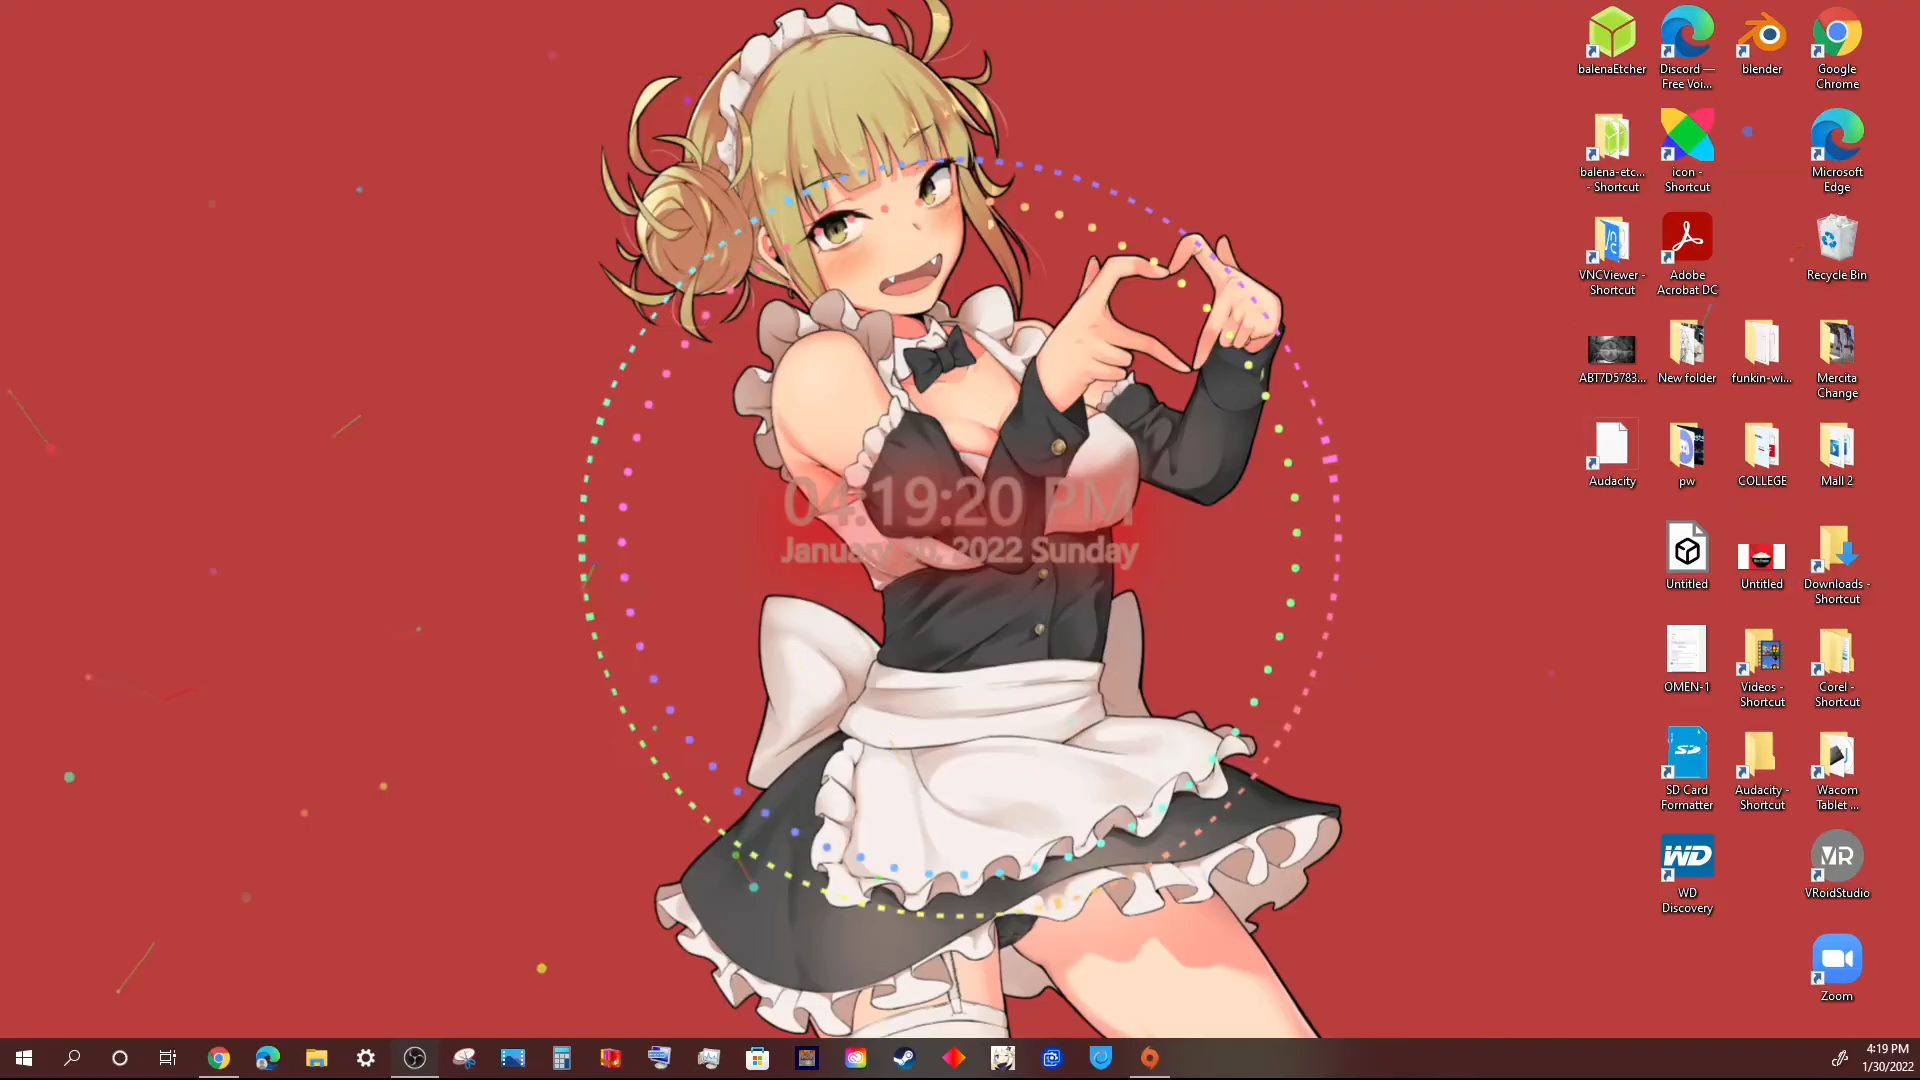 balenaEtcher
Discord —
Free Voi...
blender
Google
Chrome
balena-etc...
- Shortcut
icon -
Shortcut
Microsoft
Edge
VNCViewer -
Shortcut
Adobe
Acrobat DC
Recycle Bin
ABT7D5783...
New folder
funkin-wi...
Mercita
Change
Audacity
pw
COLLEGE
Mall 2
04:19:20 PM
January 30, 2022 Sunday
Untitled
Untitled
Downloads -
Shortcut
OMEN-1
Videos -
Shortcut
Corel -
Shortcut
SD Card
Formatter
Audacity -
Shortcut
Wacom
Tablet ...
WD
WD
Discovery
VR
VRoidStudio
Zoom
4:19 PM
1/30/2022